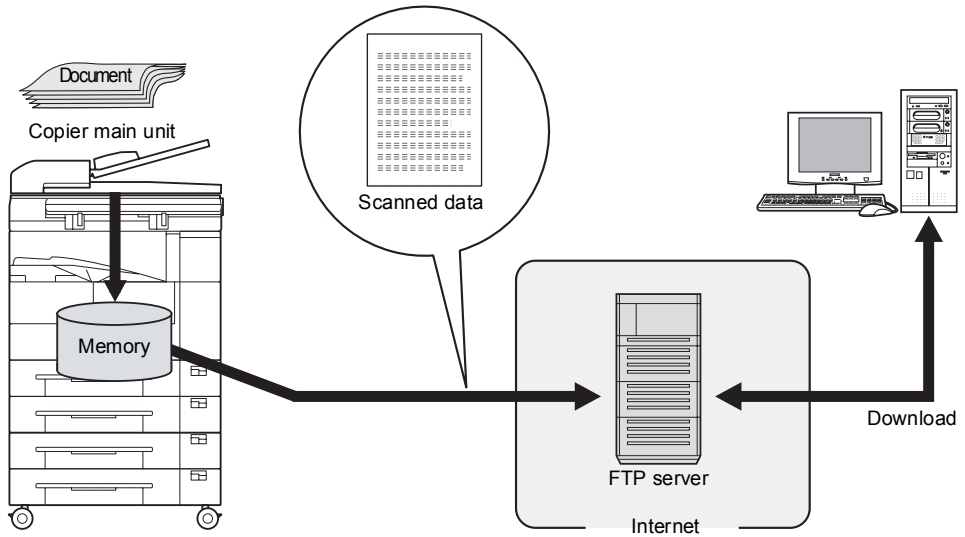 Document
Copier main unit
Memory
Scanned data
FTP server
Internet
Download